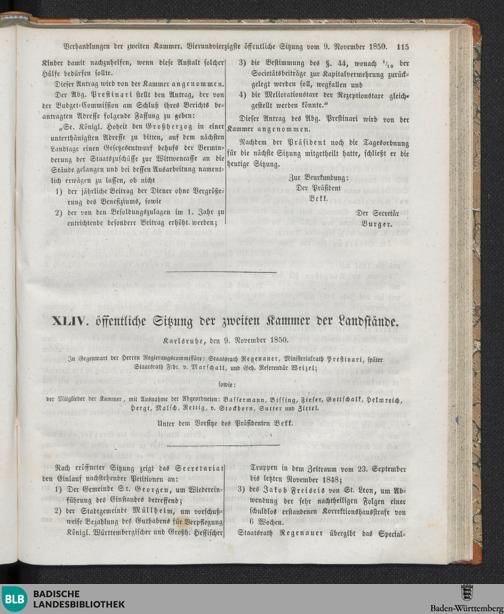 Verhandlungen der zweiten Kammer. Vierundvierzigste öffentliche Sitzung vom 9. November 1850. 115
Kinder damit nachzuhelfen, wenn diese Anstalt solcher
Hülfe bedürfen sollte.
Dieser Antrag wird von der Kammer angenommen.
Der Abg. Prestinari stellt den Antrag, der von
der Budget-Commission am Schluß ihres Berichts be-
antragten Adresse folgende Fassung zu geben:
„Se. Königl. Hoheit den Großherzog in einer
unterthänigsten Adresse zu bitten, auf dem nächsten
Landtage einen Gesetzesentwurf behufs der Vermin-
derung der Staatszuschüsse zur Wittwenkasse an die
Stände gelangen und bei dessen Ausarbeitung nament-
lich erwägen zu lassen, ob nicht
1) der jährliche Beitrag der Diener ohne Vergröße-
rung des Benefiziums, sowie
2) der von den Besoldungszulagen im 1. Jahr zu
entrichtende besondere Beitrag erhöht werden;
3) die Bestimmung des §. 44, wonach 1/10 der
Societätsbeiträge zur Kapitalvermehrung zurück-
gelegt werden soll, wegfallen und
4) die Meliorationstaxe der Rezeptionstaxe gleich-
gestellt werden könnte.“
Dieser Antrag des Abg. Prestinari wird von der
Kammer angenommen.
Nachdem der Präsident noch die Tagesordnung
für die nächste Sitzung mitgetheilt hatte, schließt er die
heutige Sitzung.
Zur Beurkundung:
Der Präsident
Bekk.
Der Secretär
Burger.
XLIV. öffentliche Sitzung der zweiten Kammer der Landstände.
Karlsruhe, den 9. November 1850.
In Gegenwart der Herren Regierungscommissäre: Staatsrath Regenauer, Ministerialrath Prestinari, später
Staatsrath Frhr. v. Marschall, und Geh. Referendär Weizel;
sowie:
der Mitglieder der Kammer, mit Ausnahme der Abgeordneten: Bassermann, Bissing, Fieser, Gottschalk, Helmreich,
Hergt, Malsch, Rettig, v. Stockhorn, Sutter und Zittel.
Unter dem Vorsitze des Präsidenten Bekk.
Nach eröffneter Sitzung zeigt das Secretariat
den Einlauf nachstehender Petitionen an:
1) Der Gemeinde St. Georgen, um Wiederein-
führung des Einstandes betreffend;
2) der Stadtgemeinde Müllheim, um vorschuß-
weise Bezahlung des Guthabens für Verpflegung
Königl. Württembergischer und Großh. Hessischer
Truppen in dem Zeitraum vom 23. September
bis letzten November 1848;
3) des Jakob Freiseis von St. Leon, um Ab-
wendung der sehr nachtheiligen Folgen einer
schuldlos erstandenen Korrektionshausstrafe von
6 Wochen.
Staatsrath Regenauer übergibt das Spezial-
BLB BADISCHE
LANDESBIBLIOTHEK
Baden-Württemberg